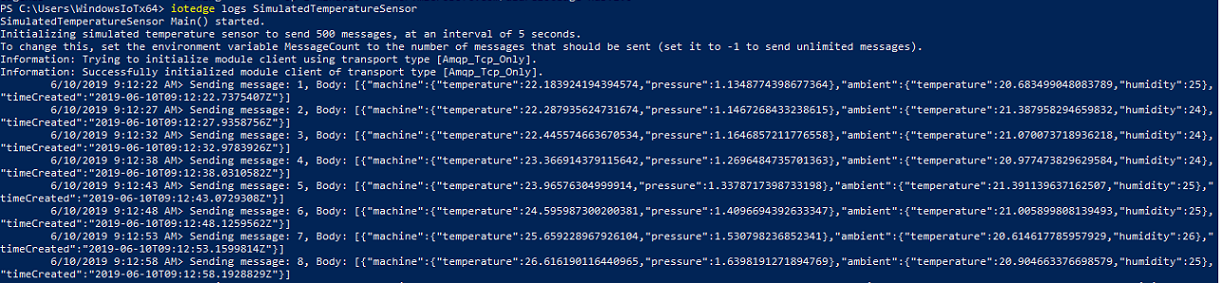 PS C:\Users\WindowsIoTx64> iotedge logs SimulatedTemperatureSensor
SimulatedTemperatureSensor Main() started.
Initializing simulated temperature sensor to send 500 messages, at an interval of 5 seconds.
To change this, set the environment variable MessageCount to the number of messages that should be sent (set it to -1 to send unlimited messages).
Information: Trying to initialize module client using transport type [Amqp_Tcp_Only].
Information: Successfully initialized module client of transport type [Amqp_Tcp_Only].
6/10/2019 9:12:22 AM> Sending message: 1, Body: [{"machine":{"temperature":22.183924194394574,"pressure":1.1348774398677364},"ambient":{"temperature":20.683499048083789,"humidity":25},
"timeCreated":"2019-06-10T09:12:22.7375407Z"}]
6/10/2019 9:12:27 AM> Sending message: 2, Body: [{"machine":{"temperature":22.287935624731674,"pressure":1.1467268433238615},"ambient":{"temperature":21.387958294659832,"humidity":24},
"timeCreated":"2019-06-10T09:12:27.9358756Z"}]
6/10/2019 9:12:32 AM> Sending message: 3, Body: [{"machine":{"temperature":22.445574663670534,"pressure":1.1646857211776558},"ambient":{"temperature":21.070073718936218,"humidity":24},
"timeCreated":"2019-06-10T09:12:32.9783926Z"}]
6/10/2019 9:12:38 AM> Sending message: 4, Body: [{"machine":{"temperature":23.366914379115642,"pressure":1.2696484735701363},"ambient":{"temperature":20.977473829629584,"humidity":24},
"timeCreated":"2019-06-10T09:12:38.0310582Z"}]
6/10/2019 9:12:43 AM> Sending message: 5, Body: [{"machine":{"temperature":23.96576304999914,"pressure":1.3378717398733198},"ambient":{"temperature":21.391139637162507,"humidity":25},"
timeCreated":"2019-06-10T09:12:43.0729308Z"}]
6/10/2019 9:12:48 AM> Sending message: 6, Body: [{"machine":{"temperature":24.595987300200381,"pressure":1.4096694392633347},"ambient":{"temperature":21.005899808139493,"humidity":25},
"timeCreated":"2019-06-10T09:12:48.1259562Z"}]
6/10/2019 9:12:53 AM> Sending message: 7, Body: [{"machine":{"temperature":25.659228967926104,"pressure":1.530798236852341},"ambient":{"temperature":20.614617785957929,"humidity":26},"
timeCreated":"2019-06-10T09:12:53.1599814Z"}]
6/10/2019 9:12:58 AM> Sending message: 8, Body: [{"machine":{"temperature":26.616190116440965,"pressure":1.6398191271894769},"ambient":{"temperature":20.904663376698579,"humidity":25},
"timeCreated":"2019-06-10T09:12:58.1928829Z"}]